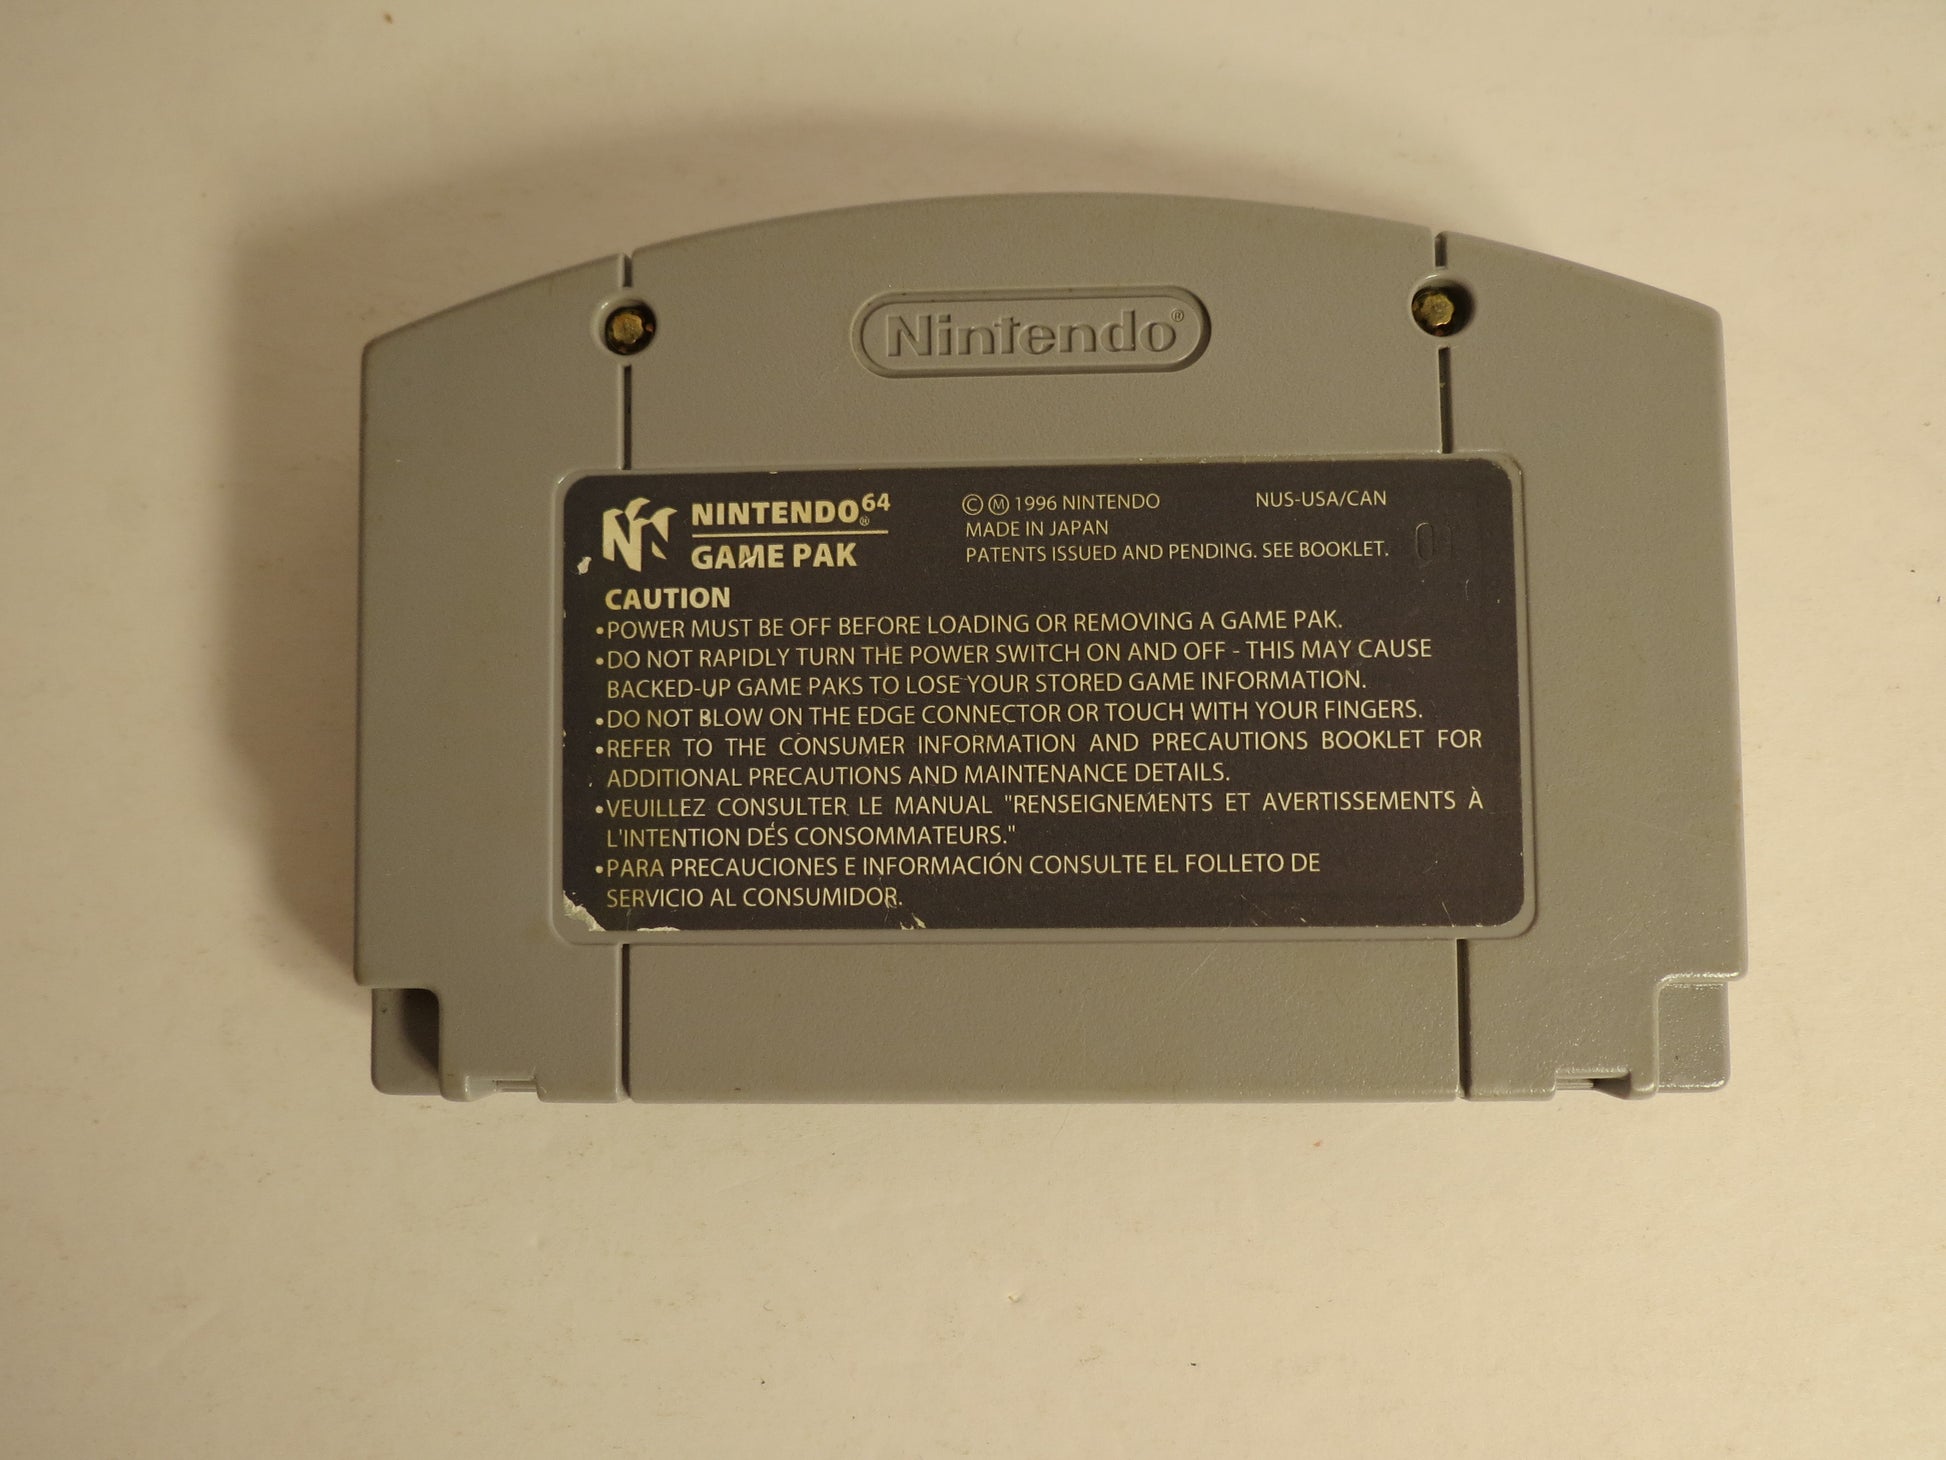 Nintendo®
NINTENDO®64
GAME PAK
©Ⓜ 1996 NINTENDO NUS-USA/CAN
MADE IN JAPAN
PATENTS ISSUED AND PENDING. SEE BOOKLET.
CAUTION
•POWER MUST BE OFF BEFORE LOADING OR REMOVING A GAME PAK.
•DO NOT RAPIDLY TURN THE POWER SWITCH ON AND OFF - THIS MAY CAUSE
BACKED-UP GAME PAKS TO LOSE YOUR STORED GAME INFORMATION.
•DO NOT BLOW ON THE EDGE CONNECTOR OR TOUCH WITH YOUR FINGERS.
•REFER TO THE CONSUMER INFORMATION AND PRECAUTIONS BOOKLET FOR
ADDITIONAL PRECAUTIONS AND MAINTENANCE DETAILS.
•VEUILLEZ CONSULTER LE MANUAL "RENSEIGNEMENTS ET AVERTISSEMENTS À
L'INTENTION DES CONSOMMATEURS."
•PARA PRECAUCIONES E INFORMACIÓN CONSULTE EL FOLLETO DE
SERVICIO AL CONSUMIDOR.